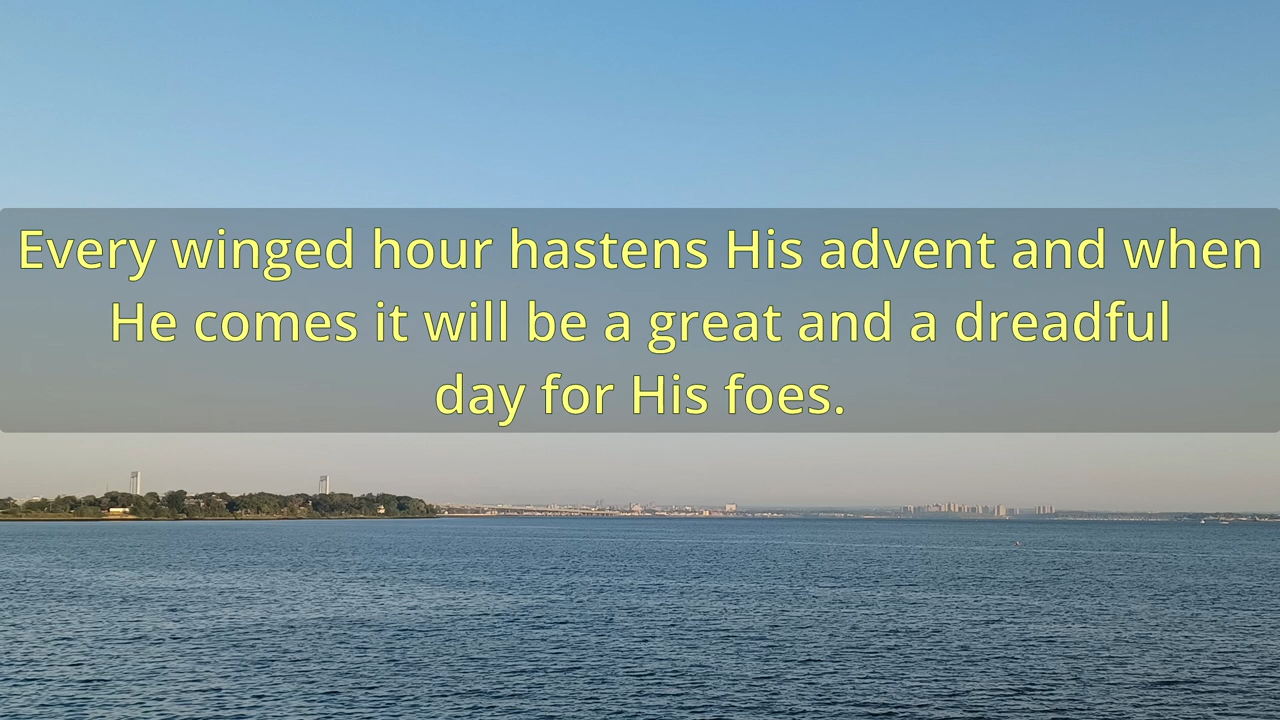 Every winged hour hastens His advent and when
He comes it will be a great and a dreadful
day for His foes.